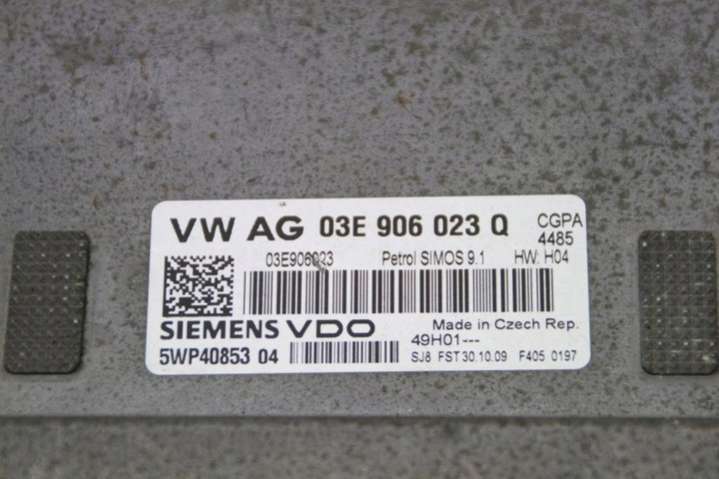 VW AG 03E 906 023 Q CGPA
4485
03E906023 Petrol SIMOS 9.1 HW: H04
SIEMENS VDO Made in Czech Rep.
49H01---
5WP40853 04 SJ8 FST 30.10.09 F405 0197